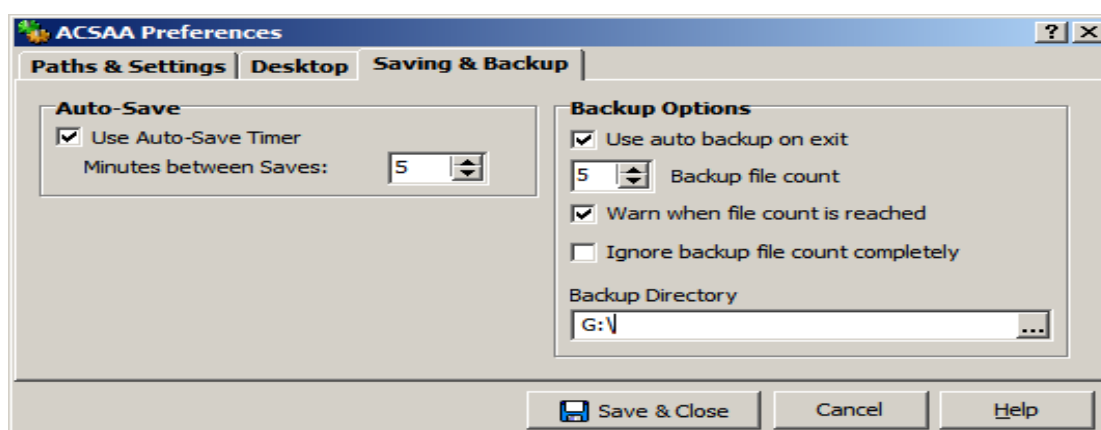 ACSAA Preferences
? X
Paths & Settings Desktop Saving & Backup
Auto-Save
Use Auto-Save Timer
Minutes between Saves: 5
Backup Options
Use auto backup on exit
5 Backup file count
Warn when file count is reached
Ignore backup file count completely
Backup Directory
G:\
...
Save & Close Cancel Help